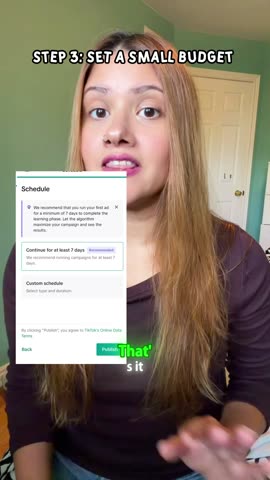 STEP 3: SET A SMALL BUDGET
Schedule
We recommend that you run your first ad
for a minimum of 7 days to complete the
learning phase. Let the algorithm
maximize your campaign and see the
results.
Continue for at least 7 days Recommended
We recommend running campaigns for at least 7
days.
Custom schedule
Select type and duration.
By clicking "Publish", you agree to TikTok's Online Data
Terms
Back
Publish
That'
s it